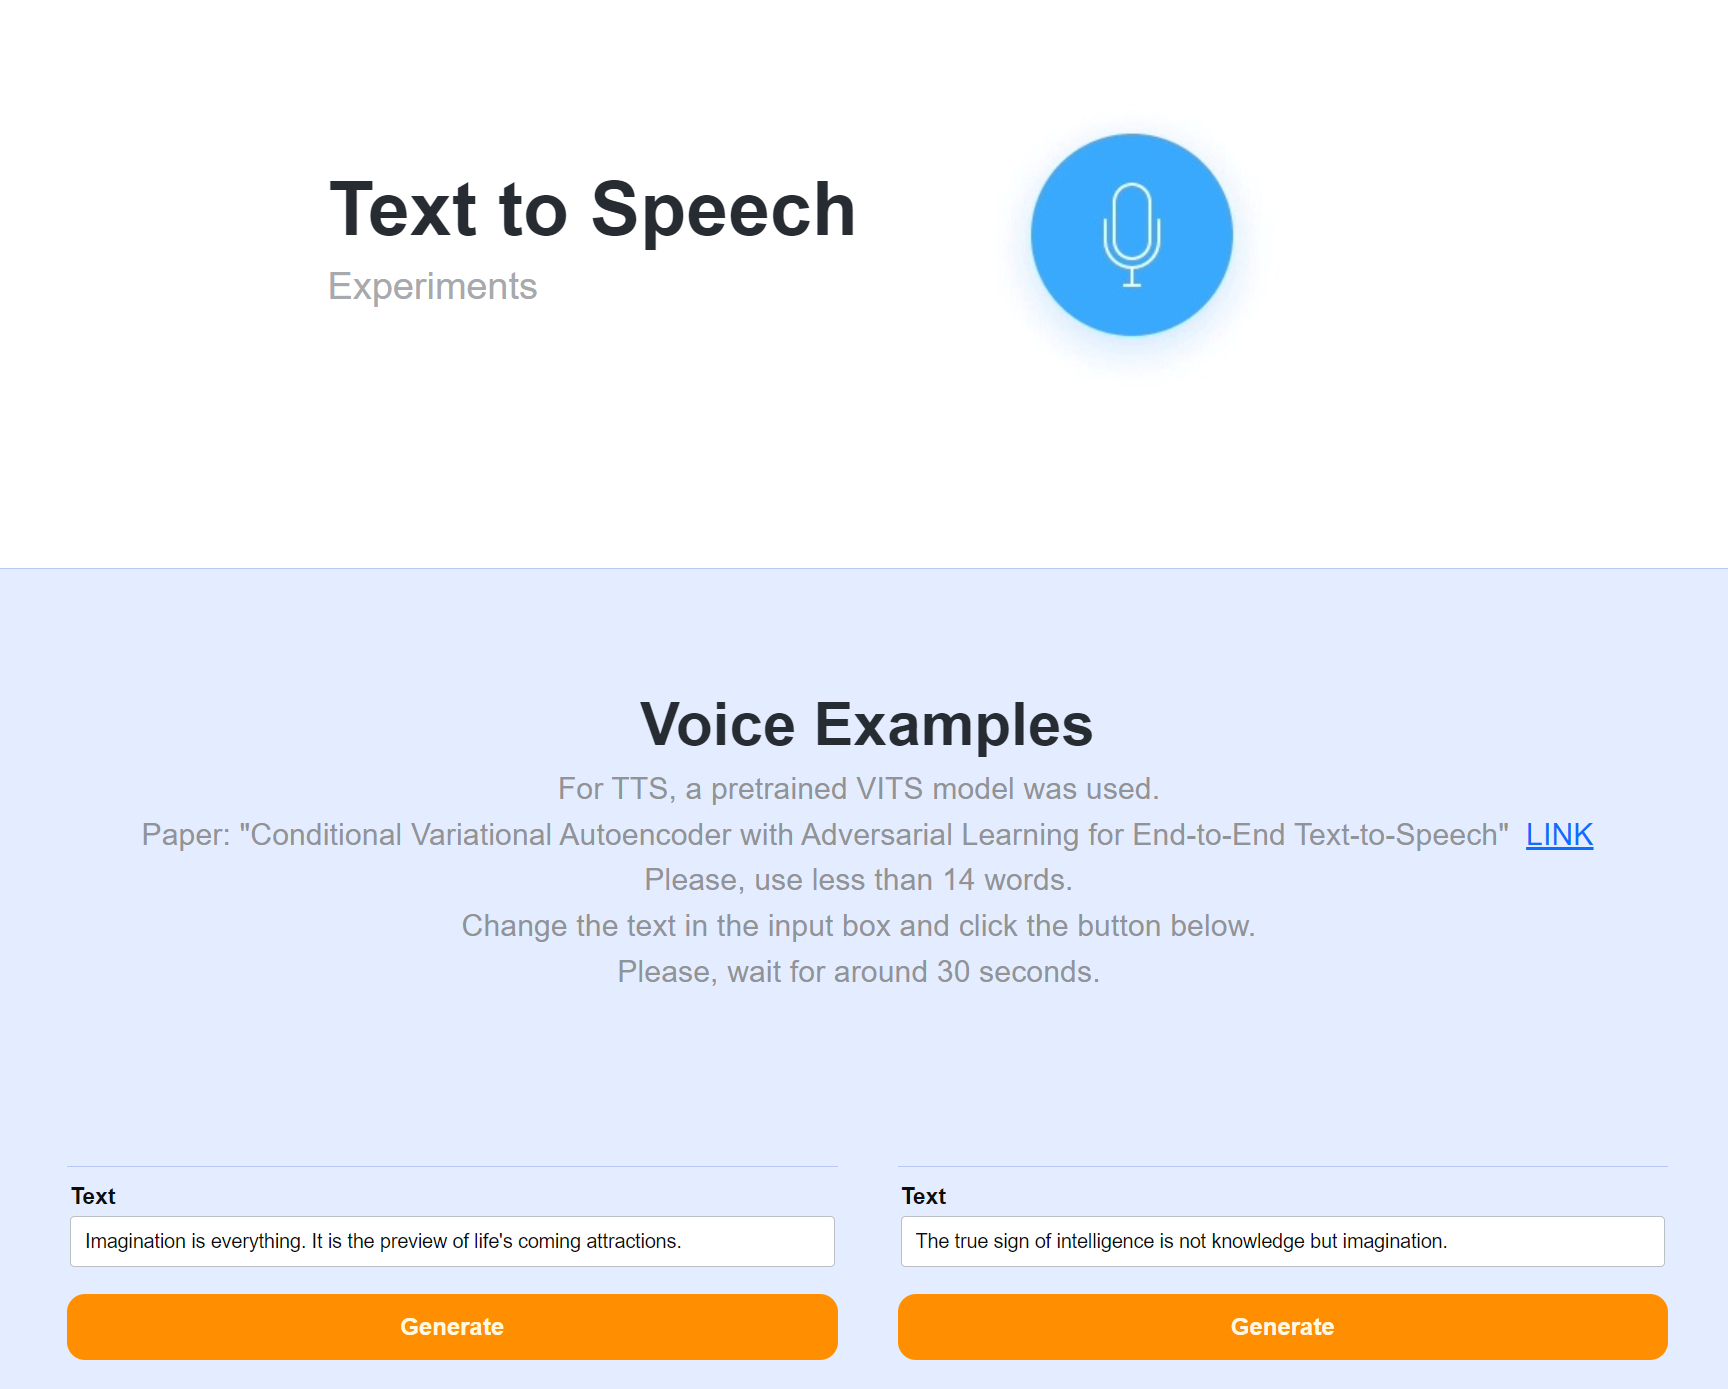 Text to Speech
Experiments
Voice Examples
For TTS, a pretrained VITS model was used.
Paper: "Conditional Variational Autoencoder with Adversarial Learning for End-to-End Text-to-Speech" LINK
Please, use less than 14 words.
Change the text in the input box and click the button below.
Please, wait for around 30 seconds.
Text
Imagination is everything. It is the preview of life's coming attractions.
Generate
Text
The true sign of intelligence is not knowledge but imagination.
Generate